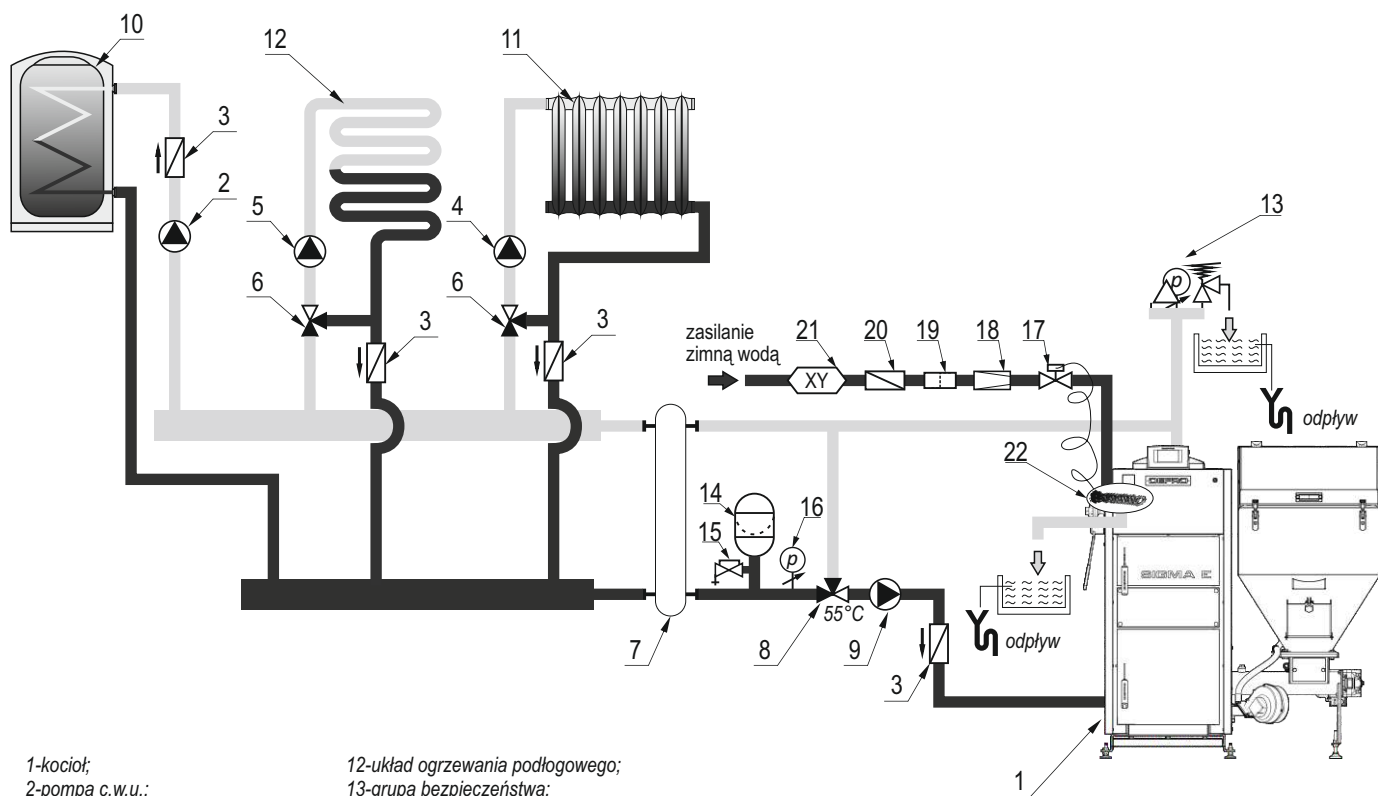 10
12
11
3
2
5
4
13
6
6
3
3
p
zasilanie
zimną wodą
21
20
19
18
17
XY
odpływ
22
DEFRO
14
16
15
p
SIGMA E
55°C
odpływ
7
8
9
3
1
1-kocioł;
2-pompa c.w.u.;
12-układ ogrzewania podłogowego;
13-grupa bezpieczeństwa;